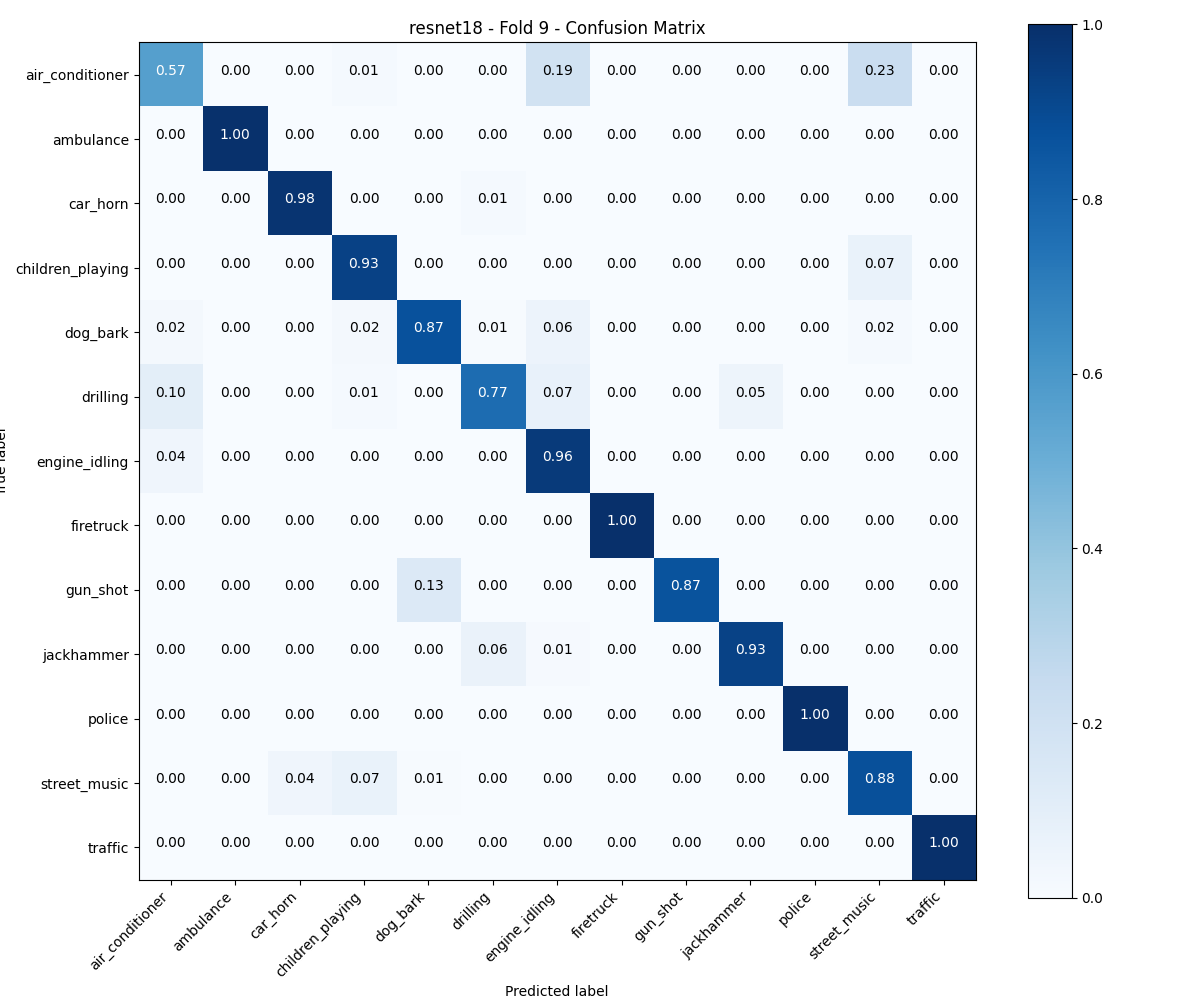 resnet18 - Fold 9 - Confusion Matrix
air_conditioner 0.57 0.00 0.00 0.01 0.00 0.00 0.19 0.00 0.00 0.00 0.00 0.23 0.00
ambulance 0.00 1.00 0.00 0.00 0.00 0.00 0.00 0.00 0.00 0.00 0.00 0.00 0.00
car_horn 0.00 0.00 0.98 0.00 0.00 0.01 0.00 0.00 0.00 0.00 0.00 0.00 0.00
children_playing 0.00 0.00 0.00 0.93 0.00 0.00 0.00 0.00 0.00 0.00 0.00 0.07 0.00
dog_bark 0.02 0.00 0.00 0.02 0.87 0.01 0.06 0.00 0.00 0.00 0.00 0.02 0.00
drilling 0.10 0.00 0.00 0.01 0.00 0.77 0.07 0.00 0.00 0.05 0.00 0.00 0.00
engine_idling 0.04 0.00 0.00 0.00 0.00 0.00 0.96 0.00 0.00 0.00 0.00 0.00 0.00
firetruck 0.00 0.00 0.00 0.00 0.00 0.00 0.00 1.00 0.00 0.00 0.00 0.00 0.00
gun_shot 0.00 0.00 0.00 0.00 0.13 0.00 0.00 0.00 0.87 0.00 0.00 0.00 0.00
jackhammer 0.00 0.00 0.00 0.00 0.00 0.06 0.01 0.00 0.00 0.93 0.00 0.00 0.00
police 0.00 0.00 0.00 0.00 0.00 0.00 0.00 0.00 0.00 0.00 1.00 0.00 0.00
street_music 0.00 0.00 0.04 0.07 0.01 0.00 0.00 0.00 0.00 0.00 0.00 0.88 0.00
traffic 0.00 0.00 0.00 0.00 0.00 0.00 0.00 0.00 0.00 0.00 0.00 0.00 1.00
air_conditioner ambulance car_horn children_playing dog_bark drilling engine_idling firetruck gun_shot jackhammer police street_music traffic
Predicted label
1.0
0.8
0.6
0.4
0.2
0.0